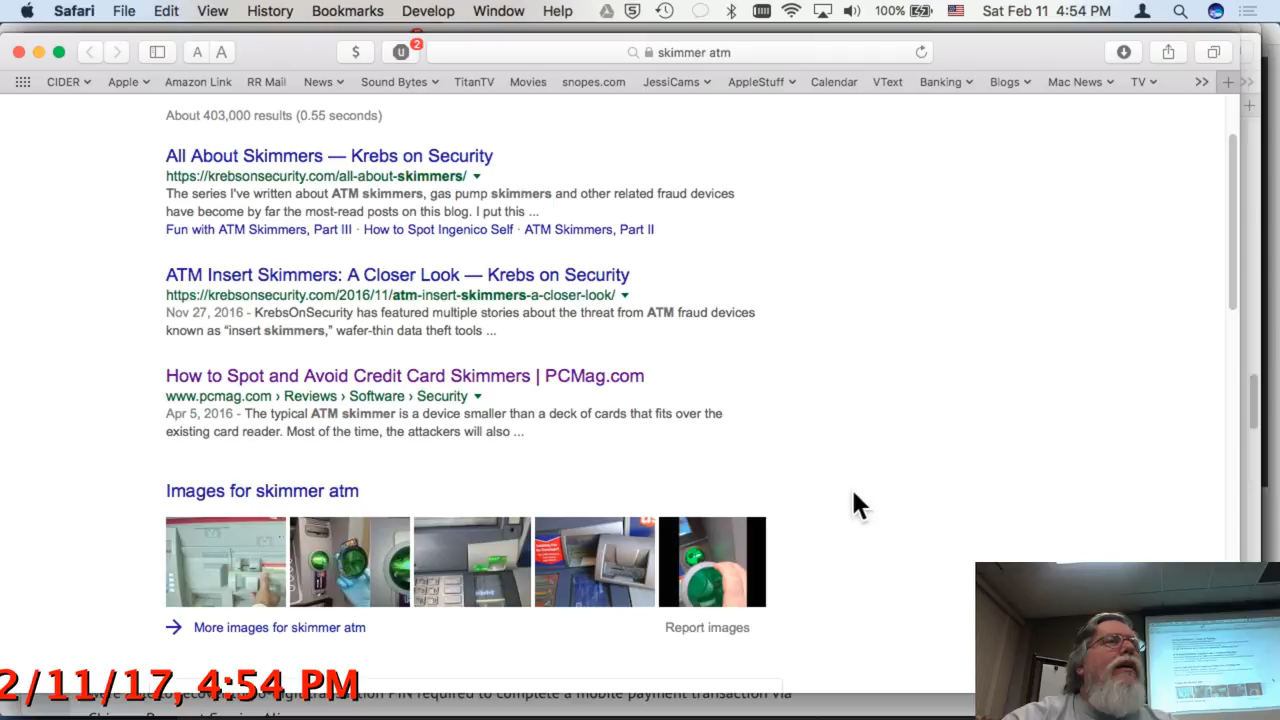 Safari File Edit View History Bookmarks Develop Window Help 5 100% Sat Feb 11 4:54 PM
A A $ u 2 skimmer atm
CIDER Apple Amazon Link RR Mail News Sound Bytes TitanTV Movies snopes.com JessiCams AppleStuff Calendar VText Banking Blogs Mac News TV >> + >>
About 403,000 results (0.55 seconds)
All About Skimmers — Krebs on Security
https://krebsonsecurity.com/all-about-skimmers/
The series I've written about ATM skimmers, gas pump skimmers and other related fraud devices
have become by far the most-read posts on this blog. I put this ...
Fun with ATM Skimmers, Part III · How to Spot Ingenico Self · ATM Skimmers, Part II
ATM Insert Skimmers: A Closer Look — Krebs on Security
https://krebsonsecurity.com/2016/11/atm-insert-skimmers-a-closer-look/
Nov 27, 2016 - KrebsOnSecurity has featured multiple stories about the threat from ATM fraud devices
known as “insert skimmers,” wafer-thin data theft tools ...
How to Spot and Avoid Credit Card Skimmers | PCMag.com
www.pcmag.com › Reviews › Software › Security
Apr 5, 2016 - The typical ATM skimmer is a device smaller than a deck of cards that fits over the
existing card reader. Most of the time, the attackers will also ...
Images for skimmer atm
More images for skimmer atm Report images
2/11/17, 4:54 PM
PIN required to complete a mobile payment transaction via